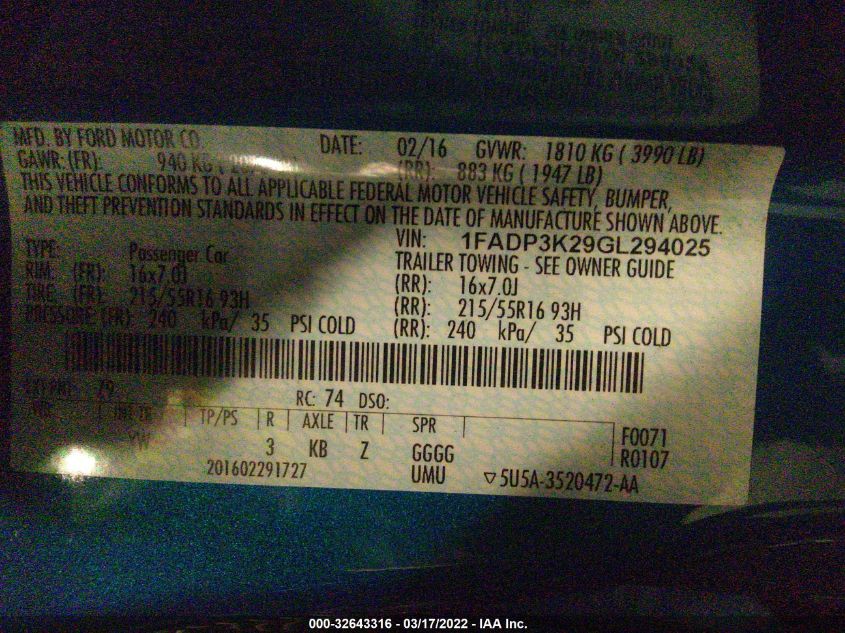 MFD. BY FORD MOTOR CO. DATE: 02/16 GVWR: 1810 KG ( 3990 LB)
GAWR: (FR): 940 KG (RR): 883 KG ( 1947 LB)
THIS VEHICLE CONFORMS TO ALL APPLICABLE FEDERAL MOTOR VEHICLE SAFETY, BUMPER,
AND THEFT PREVENTION STANDARDS IN EFFECT ON THE DATE OF MANUFACTURE SHOWN ABOVE.
VIN: 1FADP3K29GL294025
TYPE: Passenger Car TRAILER TOWING - SEE OWNER GUIDE
RIM: (FR): 16x7.0J (RR): 16x7.0J
TIRE: (FR): 215/55R16 93H (RR): 215/55R16 93H
PRESSURE: (FR): 240 kPa/ 35 PSI COLD (RR): 240 kPa/ 35 PSI COLD
EXT PNT: RC: 74 DSO:
INT TR TP/PS R AXLE TR SPR F0071
YW 3 KB Z GGGG R0107
201602291727 UMU ▽5U5A-3520472-AA
000-32643316 - 03/17/2022 - IAA Inc.